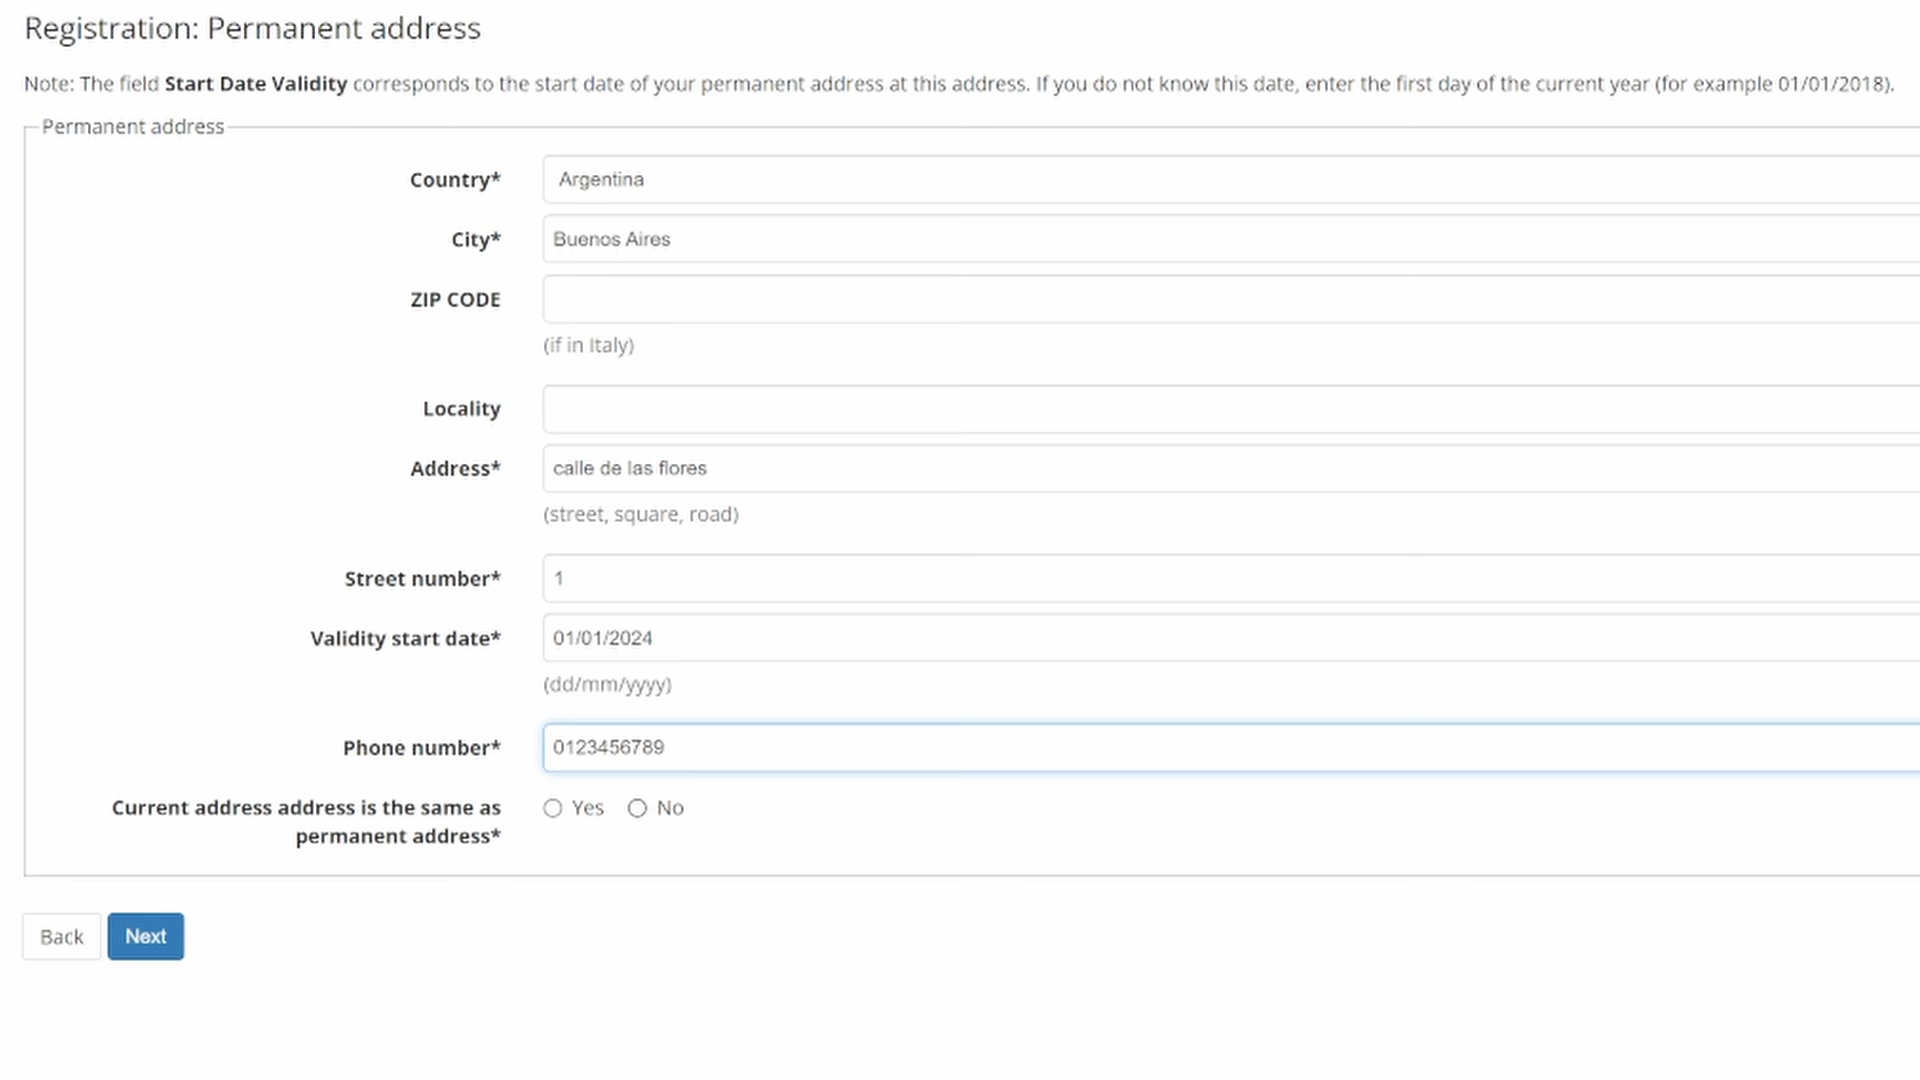 Registration: Permanent address
Note: The field Start Date Validity corresponds to the start date of your permanent address at this address. If you do not know this date, enter the first day of the current year (for example 01/01/2018).
Permanent address
Country* Argentina
City* Buenos Aires
ZIP CODE
(if in Italy)
Locality
Address* calle de las flores
(street, square, road)
Street number* 1
Validity start date* 01/01/2024
(dd/mm/yyyy)
Phone number* 0123456789
Current address address is the same as Yes No
permanent address*
Back Next